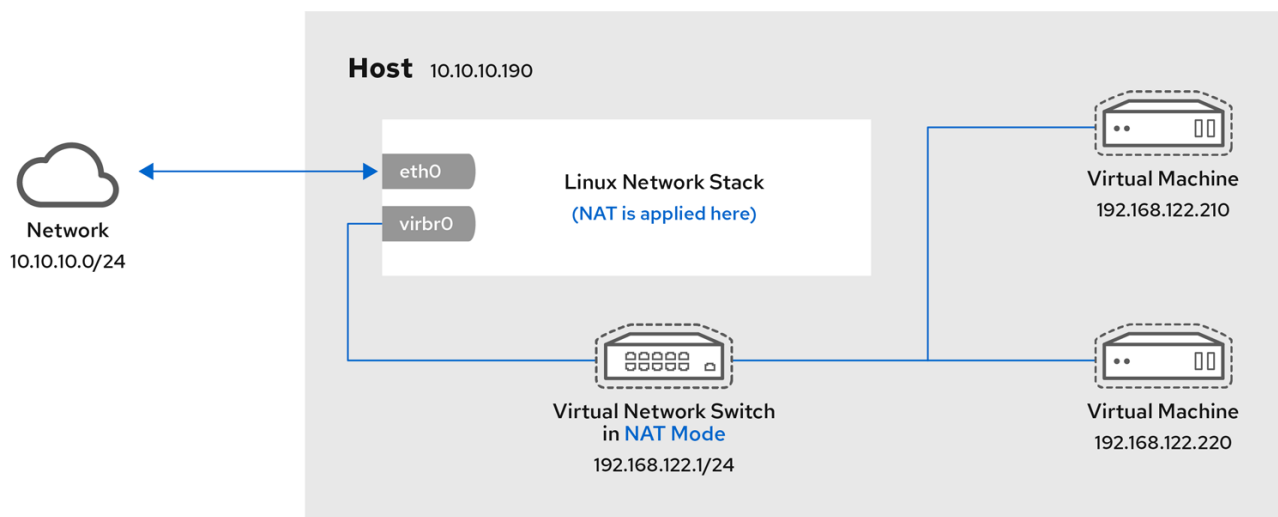 Host 10.10.10.190
eth0
virbr0
Linux Network Stack
(NAT is applied here)
Network
10.10.10.0/24
Virtual Machine
192.168.122.210
Virtual Network Switch
in NAT Mode
192.168.122.1/24
Virtual Machine
192.168.122.220